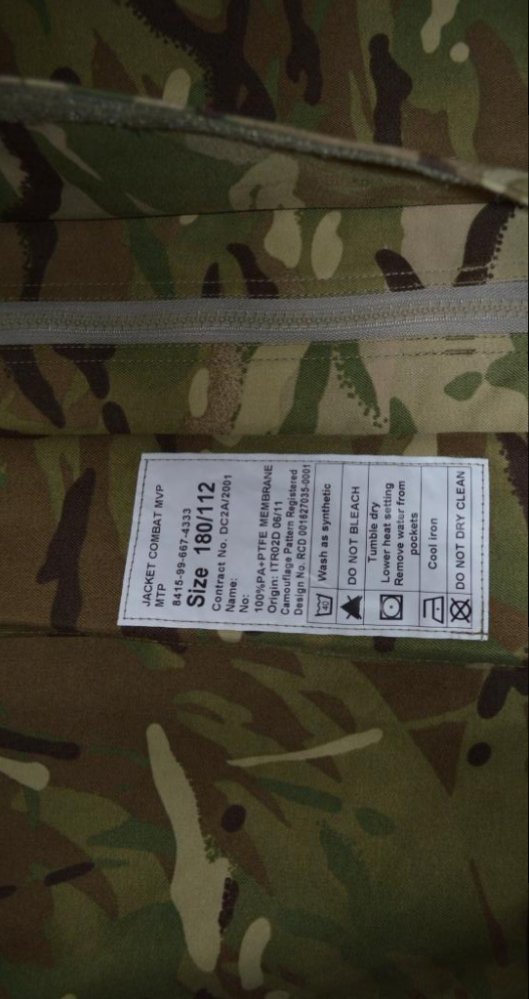 JACKET COMBAT MVP
MTP
8415-99-667-4333
Size 180/112
Contract No. DC2A/2001
Name:
No:
100%PA+PTFE MEMBRANE
Origin: ITR02D 06/11
Camouflage Pattern Registered
Design No. RCD 001827035-0001
40 Wash as synthetic
DO NOT BLEACH
Tumble dry
Lower heat setting
Remove water from
pockets
Cool iron
DO NOT DRY CLEAN